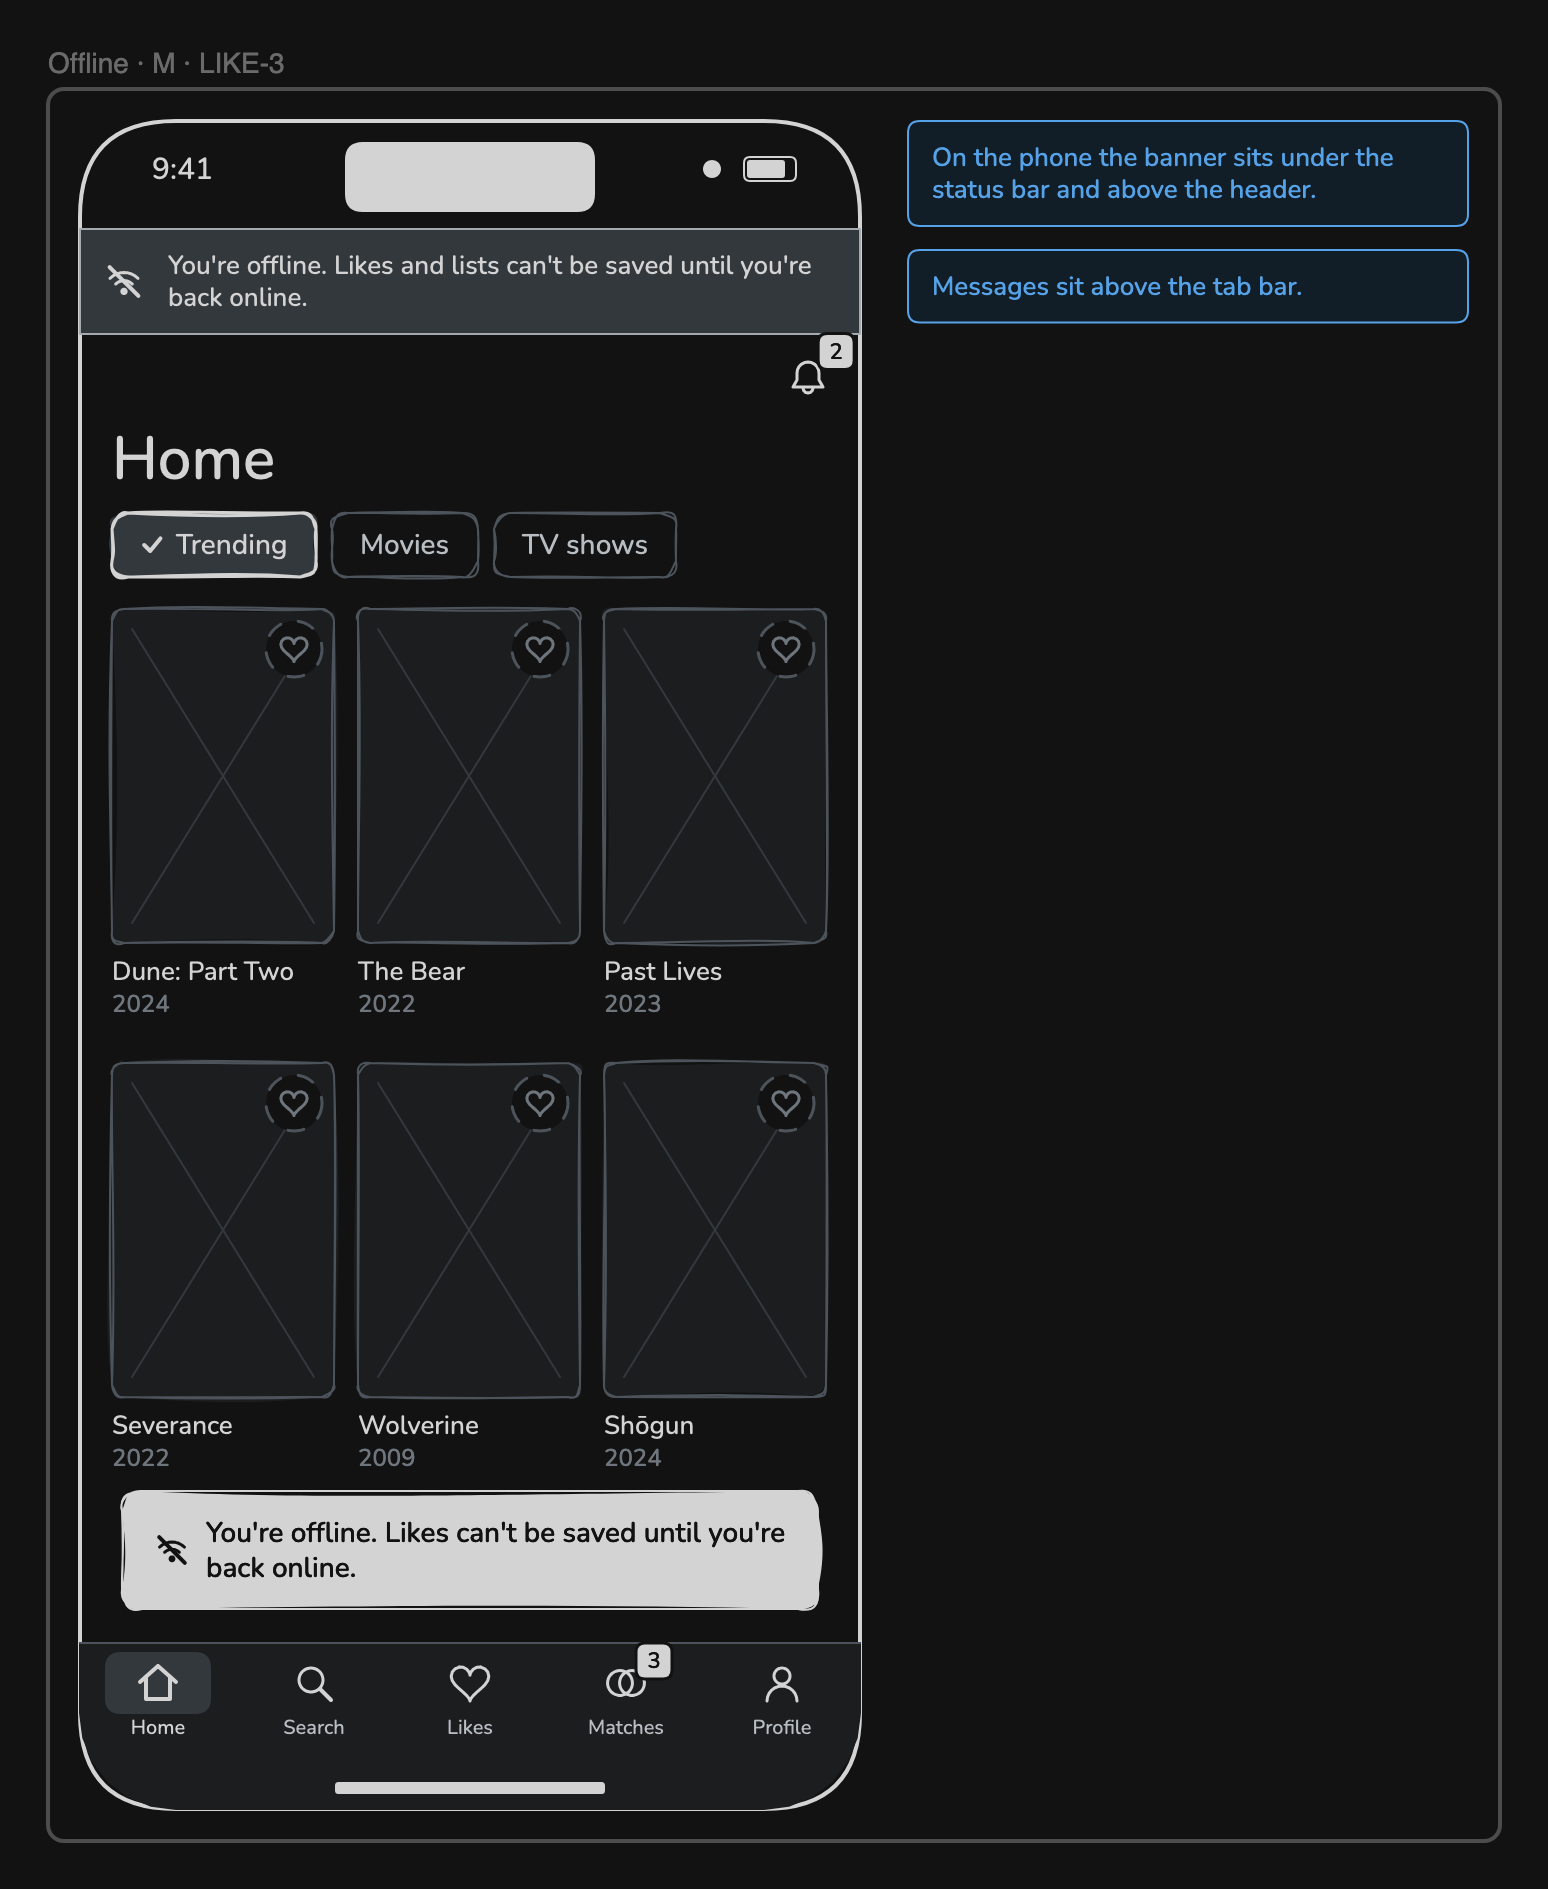 Offline · M · LIKE-3
9:41
You're offline. Likes and lists can't be saved until you're
back online.
2
Home
Trending
Movies
TV shows
Dune: Part Two
2024
The Bear
2022
Past Lives
2023
Severance
2022
Wolverine
2009
Shōgun
2024
You're offline. Likes can't be saved until you're
back online.
Home
Search
Likes
3
Matches
Profile
On the phone the banner sits under the
status bar and above the header.
Messages sit above the tab bar.